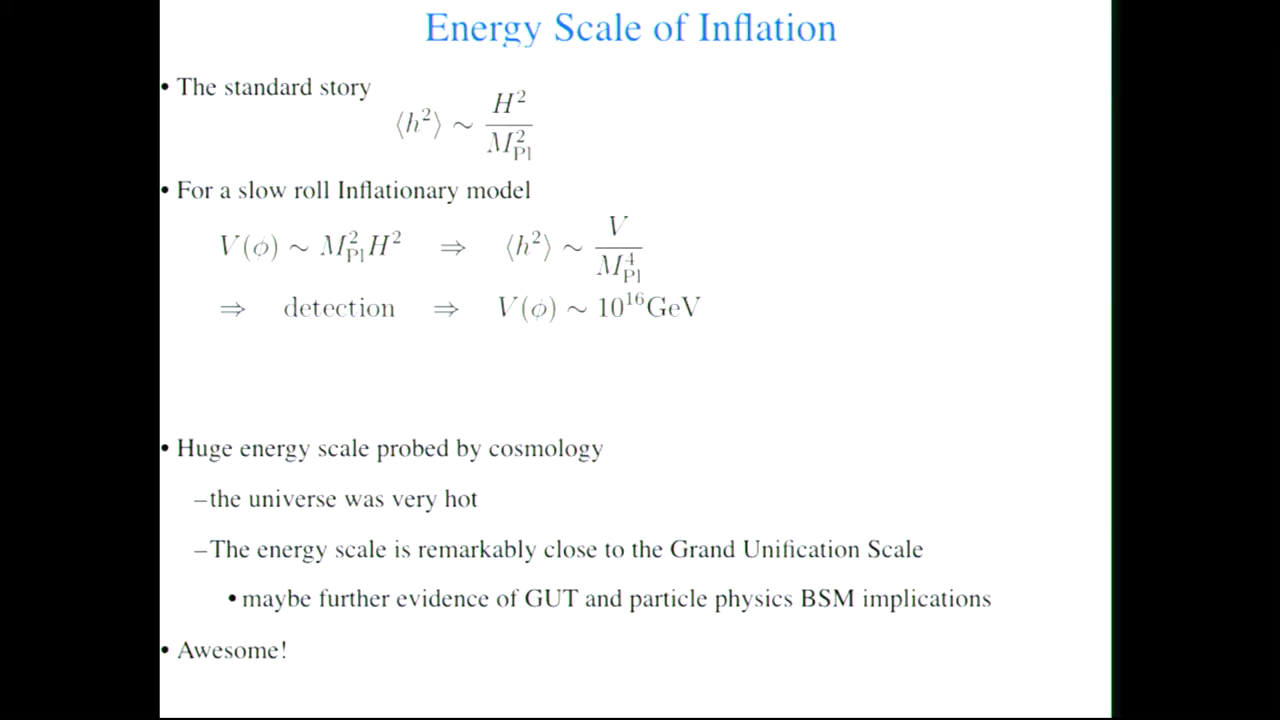 Energy Scale of Inflation
• The standard story
⟨h²⟩ ∼ H² / M²_Pl
• For a slow roll Inflationary model
V(ϕ) ∼ M²_Pl H² ⇒ ⟨h²⟩ ∼ V / M⁴_Pl
⇒ detection ⇒ V(ϕ) ∼ 10¹⁶GeV
• Huge energy scale probed by cosmology
–the universe was very hot
–The energy scale is remarkably close to the Grand Unification Scale
• maybe further evidence of GUT and particle physics BSM implications
• Awesome!